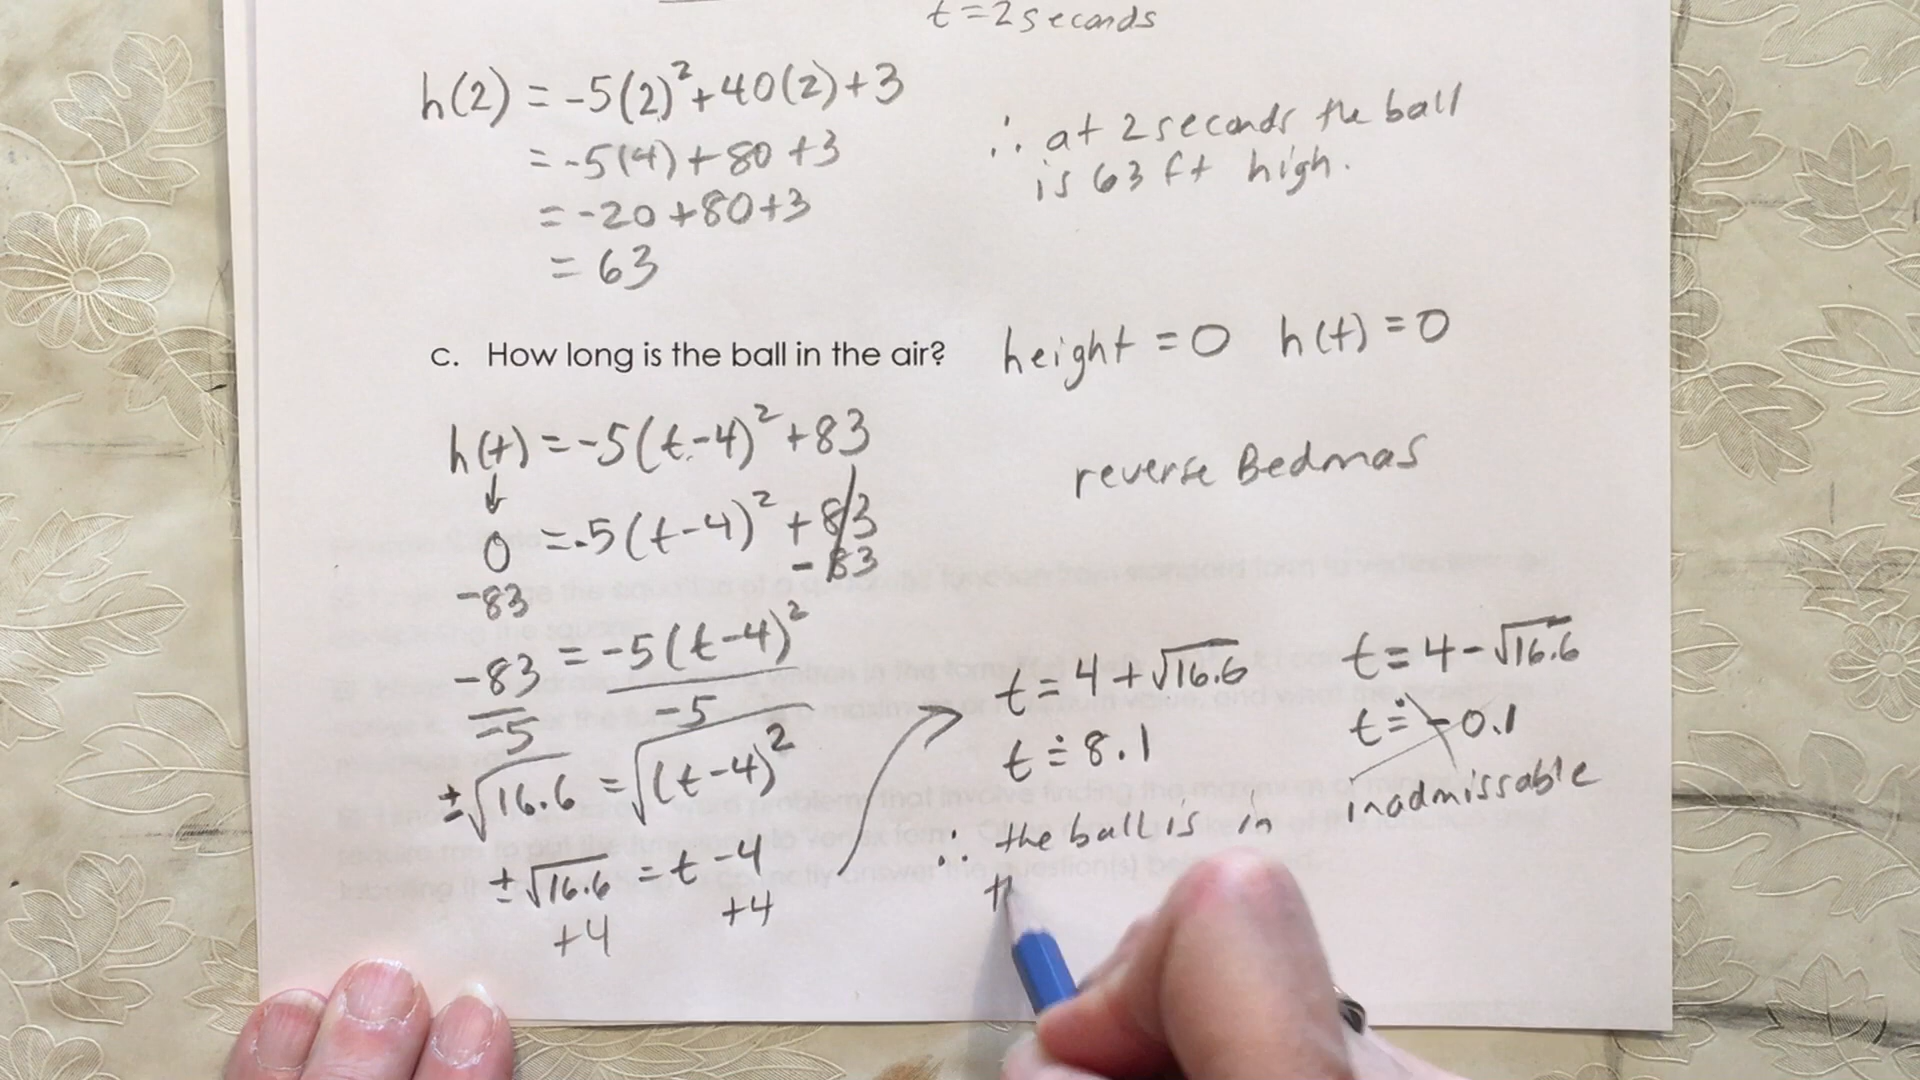 t = 2 seconds
h(2) = -5(2)² + 40(2) + 3
= -5(4) + 80 + 3
= -20 + 80 + 3
= 63
∴ at 2 seconds the ball
is 63 ft high.
c. How long is the ball in the air?
height = 0 h(t) = 0
h(t) = -5(t-4)² + 83
↓
0 = -5(t-4)² + 83
-83 -83
-83 = -5(t-4)²
-5 -5
±√16.6 = √(t-4)²
±√16.6 = t - 4
+4 +4
reverse Bedmas
t = 4 + √16.6
t ≐ 8.1
t = 4 - √16.6
t ≐ -0.1
inadmissable
∴ the ball is in